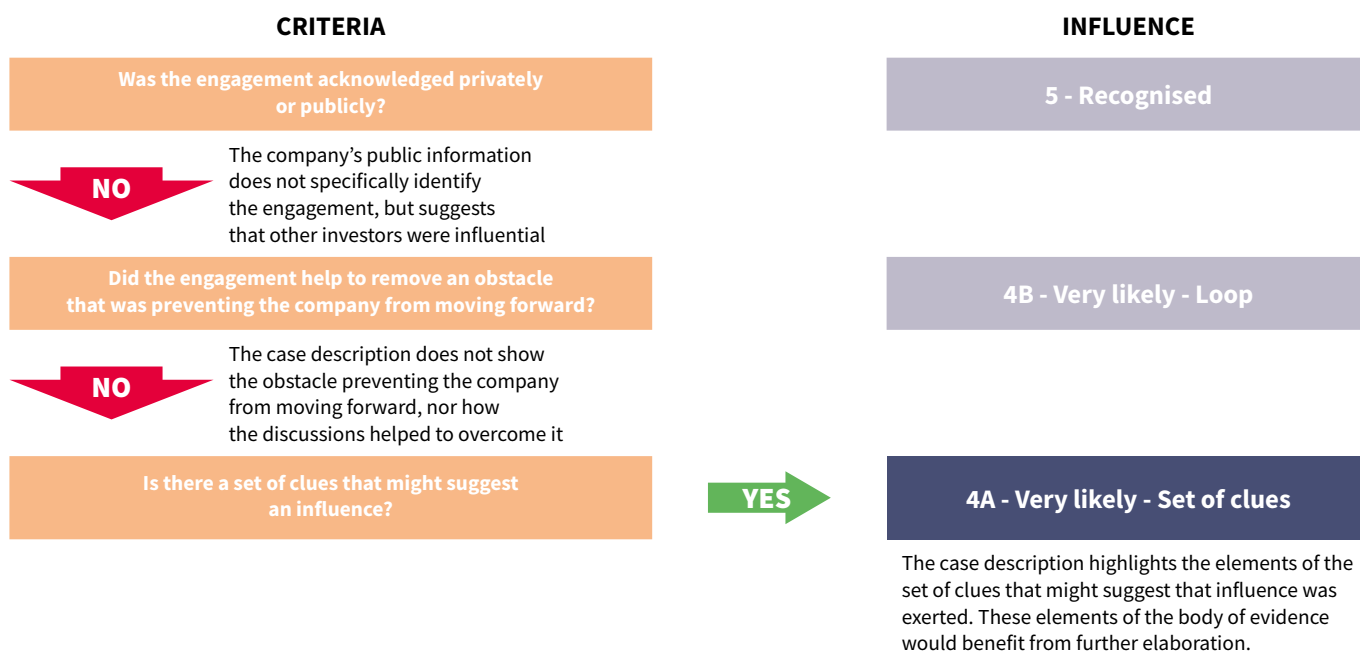 CRITERIA
INFLUENCE
Was the engagement acknowledged privately
or publicly?
5 - Recognised
NO
The company’s public information
does not specifically identify
the engagement, but suggests
that other investors were influential
Did the engagement help to remove an obstacle
that was preventing the company from moving forward?
4B - Very likely - Loop
NO
The case description does not show
the obstacle preventing the company
from moving forward, nor how
the discussions helped to overcome it
Is there a set of clues that might suggest
an influence?
YES
4A - Very likely - Set of clues
The case description highlights the elements of the
set of clues that might suggest that influence was
exerted. These elements of the body of evidence
would benefit from further elaboration.